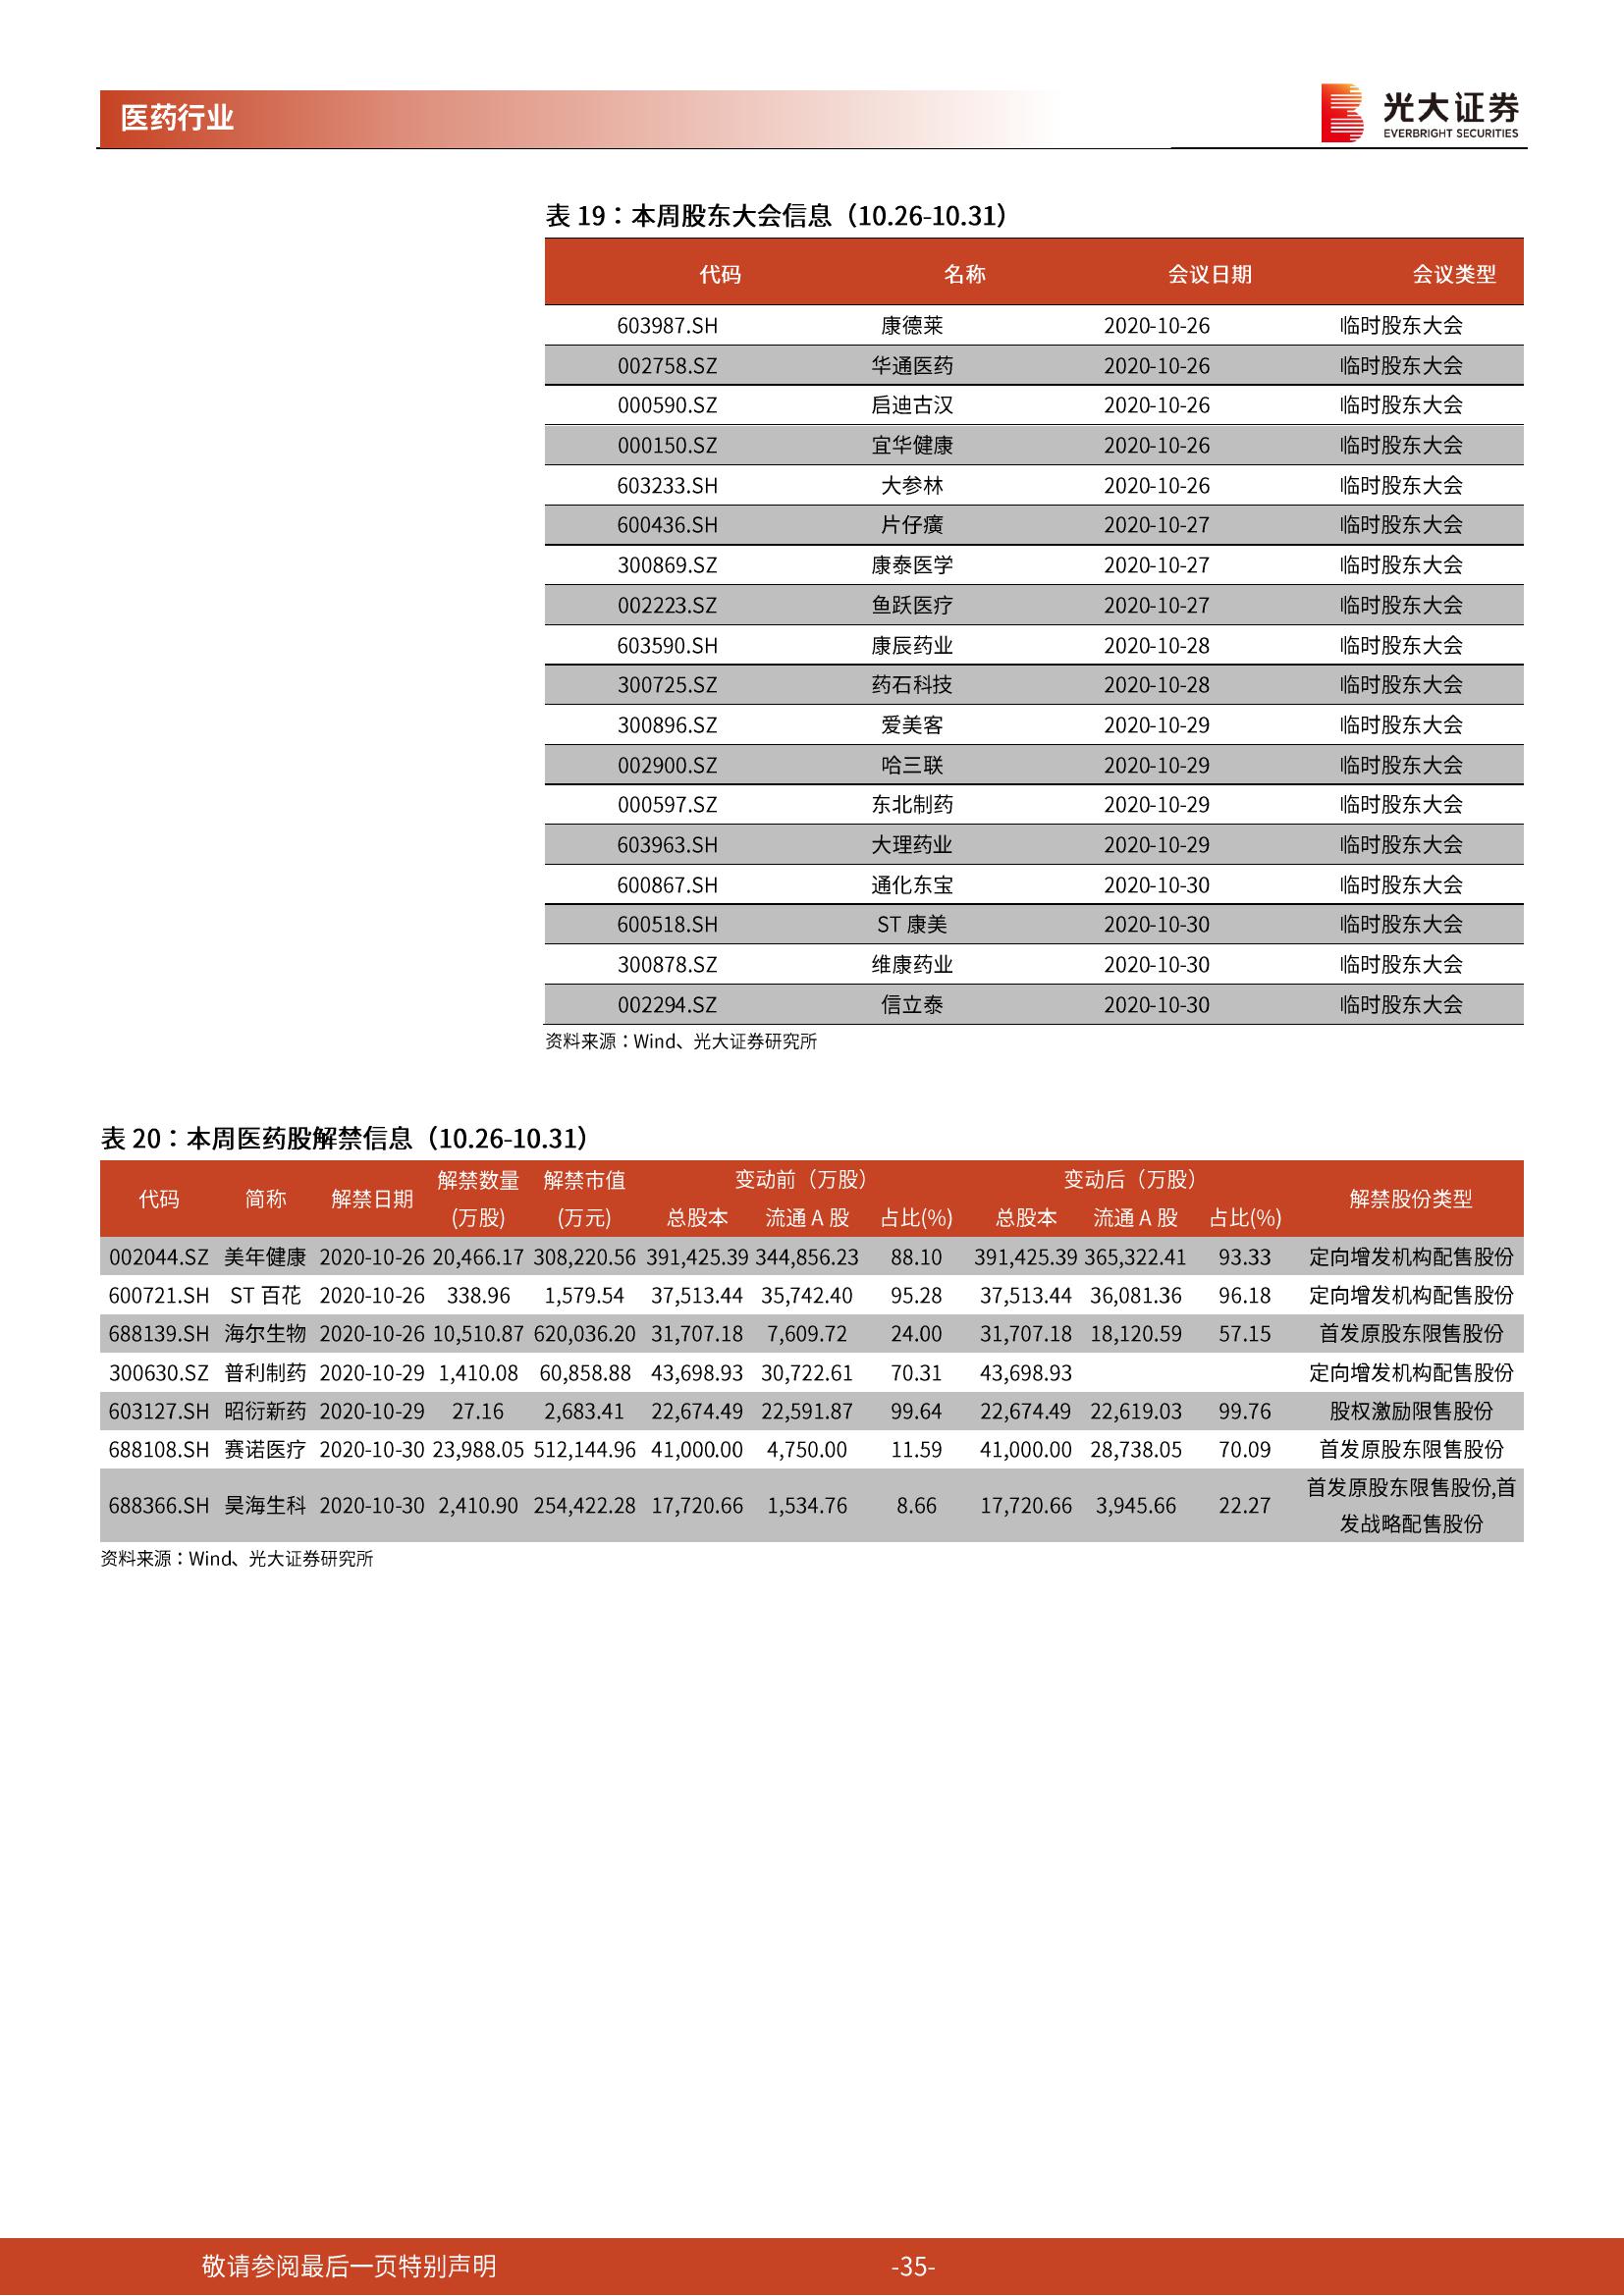 医药行业
光大证券
EVERBRIGHT SECURITIES
表 19：本周股东大会信息（10.26-10.31）
代码 名称 会议日期 会议类型
603987.SH 康德莱 2020-10-26 临时股东大会
002758.SZ 华通医药 2020-10-26 临时股东大会
000590.SZ 启迪古汉 2020-10-26 临时股东大会
000150.SZ 宜华健康 2020-10-26 临时股东大会
603233.SH 大参林 2020-10-26 临时股东大会
600436.SH 片仔癀 2020-10-27 临时股东大会
300869.SZ 康泰医学 2020-10-27 临时股东大会
002223.SZ 鱼跃医疗 2020-10-27 临时股东大会
603590.SH 康辰药业 2020-10-28 临时股东大会
300725.SZ 药石科技 2020-10-28 临时股东大会
300896.SZ 爱美客 2020-10-29 临时股东大会
002900.SZ 哈三联 2020-10-29 临时股东大会
000597.SZ 东北制药 2020-10-29 临时股东大会
603963.SH 大理药业 2020-10-29 临时股东大会
600867.SH 通化东宝 2020-10-30 临时股东大会
600518.SH ST 康美 2020-10-30 临时股东大会
300878.SZ 维康药业 2020-10-30 临时股东大会
002294.SZ 信立泰 2020-10-30 临时股东大会
资料来源：Wind、光大证券研究所
表 20：本周医药股解禁信息（10.26-10.31）
代码 简称 解禁日期 解禁数量 解禁市值 变动前（万股） 变动后（万股） 解禁股份类型
(万股) (万元) 总股本 流通 A 股 占比(%) 总股本 流通 A 股 占比(%)
002044.SZ 美年健康 2020-10-26 20,466.17 308,220.56 391,425.39 344,856.23 88.10 391,425.39 365,322.41 93.33 定向增发机构配售股份
600721.SH ST 百花 2020-10-26 338.96 1,579.54 37,513.44 35,742.40 95.28 37,513.44 36,081.36 96.18 定向增发机构配售股份
688139.SH 海尔生物 2020-10-26 10,510.87 620,036.20 31,707.18 7,609.72 24.00 31,707.18 18,120.59 57.15 首发原股东限售股份
300630.SZ 普利制药 2020-10-29 1,410.08 60,858.88 43,698.93 30,722.61 70.31 43,698.93 定向增发机构配售股份
603127.SH 昭衍新药 2020-10-29 27.16 2,683.41 22,674.49 22,591.87 99.64 22,674.49 22,619.03 99.76 股权激励限售股份
688108.SH 赛诺医疗 2020-10-30 23,988.05 512,144.96 41,000.00 4,750.00 11.59 41,000.00 28,738.05 70.09 首发原股东限售股份
688366.SH 昊海生科 2020-10-30 2,410.90 254,422.28 17,720.66 1,534.76 8.66 17,720.66 3,945.66 22.27 首发原股东限售股份,首
发战略配售股份
资料来源：Wind、光大证券研究所
敬请参阅最后一页特别声明 -35-